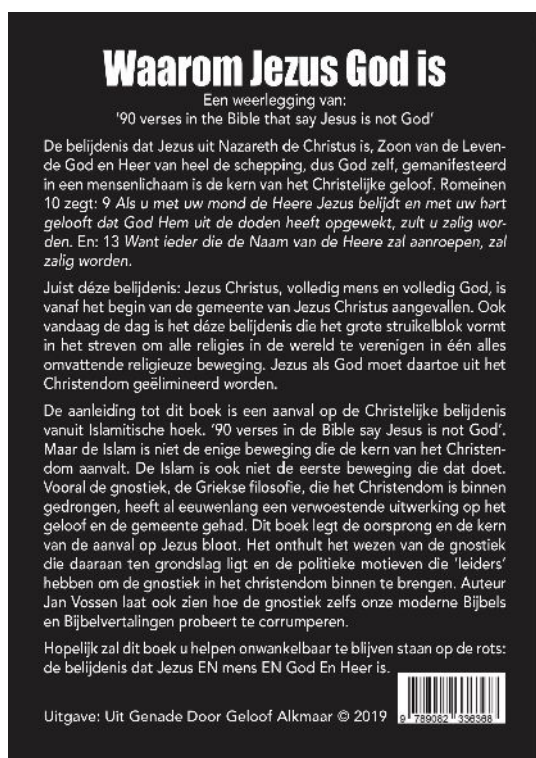 Waarom Jezus God is
Een weerlegging van:
'90 verses in the Bible that say Jesus is not God'
De belijdenis dat Jezus uit Nazareth de Christus is, Zoon van de Leven-
de God en Heer van heel de schepping, dus God zelf, gemanifesteerd
in een mensenlichaam is de kern van het Christelijke geloof. Romeinen
10 zegt: 9 Als u met uw mond de Heere Jezus belijdt en met uw hart
gelooft dat God Hem uit de doden heeft opgewekt, zult u zalig wor-
den. En: 13 Want ieder die de Naam van de Heere zal aanroepen, zal
zalig worden.
Juist déze belijdenis: Jezus Christus, volledig mens en volledig God, is
vanaf het begin van de gemeente van Jezus Christus aangevallen. Ook
vandaag de dag is het déze belijdenis die het grote struikelblok vormt
in het streven om alle religies in de wereld te verenigen in één alles
omvattende religieuze beweging. Jezus als God moet daartoe uit het
Christendom geëlimineerd worden.
De aanleiding tot dit boek is een aanval op de Christelijke belijdenis
vanuit Islamitische hoek. '90 verses in de Bible say Jesus is not God'.
Maar de Islam is niet de enige beweging die de kern van het Christen-
dom aanvalt. De Islam is ook niet de eerste beweging die dat doet.
Vooral de gnostiek, de Griekse filosofie, die het Christendom is binnen
gedrongen, heeft al eeuwenlang een verwoestende uitwerking op het
geloof en de gemeente gehad. Dit boek legt de oorsprong en de kern
van de aanval op Jezus bloot. Het onthult het wezen van de gnostiek
die daaraan ten grondslag ligt en de politieke motieven die 'leiders'
hebben om de gnostiek in het christendom binnen te brengen. Auteur
Jan Vossen laat ook zien hoe de gnostiek zelfs onze moderne Bijbels
en Bijbelvertalingen probeert te corrumperen.
Hopelijk zal dit boek u helpen onwankelbaar te blijven staan op de rots:
de belijdenis dat Jezus EN mens EN God En Heer is.
Uitgave: Uit Genade Door Geloof Alkmaar © 2019
9 789082 336368